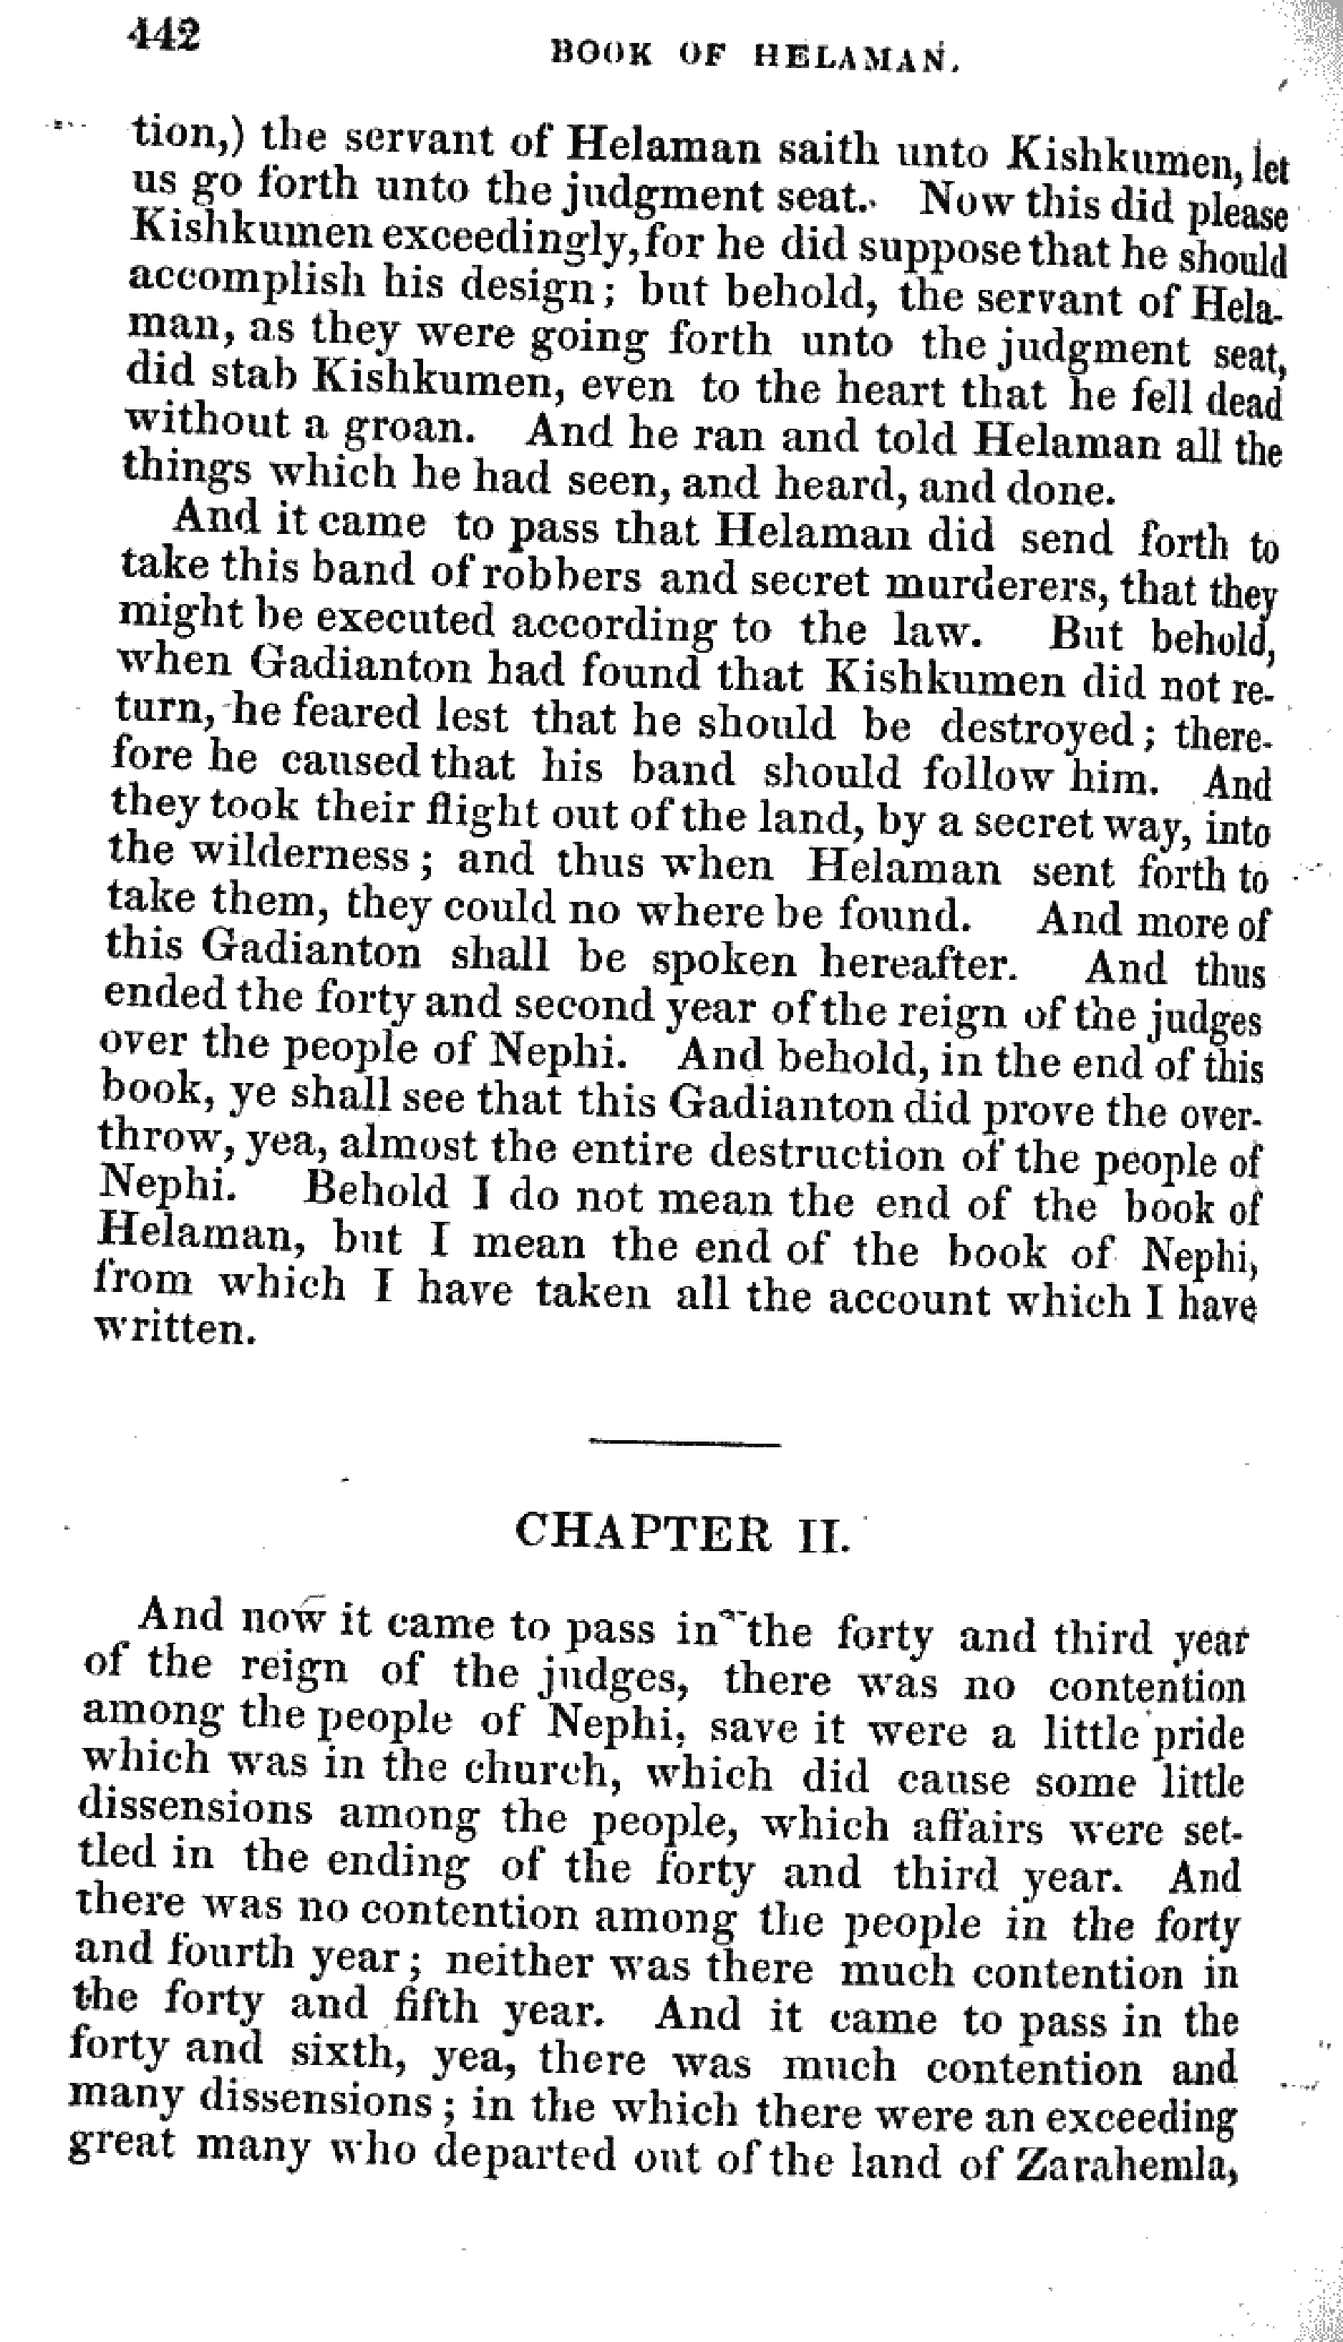 442
BOOK OF HELAMAN.
tion,) the servant of Helaman saith unto Kishkumen, let
us go forth unto the judgment seat. Now this did please
Kishkumen exceedingly, for he did suppose that he should
accomplish his design; but behold, the servant of Hela-
man, as they were going forth unto the judgment seat,
did stab Kishkumen, even to the heart that he fell dead
without a groan. And he ran and told Helaman all the
things which he had seen, and heard, and done.
And it came to pass that Helaman did send forth to
take this band of robbers and secret murderers, that they
might be executed according to the law. But behold,
when Gadianton had found that Kishkumen did not re-
turn, he feared lest that he should be destroyed; there-
fore he caused that his band should follow him. And
they took their flight out of the land, by a secret way, into
the wilderness; and thus when Helaman sent forth to
take them, they could no where be found. And more of
this Gadianton shall be spoken hereafter. And thus
ended the forty and second year of the reign of the judges
over the people of Nephi. And behold, in the end of this
book, ye shall see that this Gadianton did prove the over-
throw, yea, almost the entire destruction of the people of
Nephi. Behold I do not mean the end of the book of
Helaman, but I mean the end of the book of Nephi,
from which I have taken all the account which I have
written.
CHAPTER II.
And now it came to pass in the forty and third year
of the reign of the judges, there was no contention
among the people of Nephi, save it were a little pride
which was in the church, which did cause some little
dissensions among the people, which affairs were set-
tled in the ending of the forty and third year. And
there was no contention among the people in the forty
and fourth year; neither was there much contention in
the forty and fifth year. And it came to pass in the
forty and sixth, yea, there was much contention and
many dissensions; in the which there were an exceeding
great many who departed out of the land of Zarahemla,